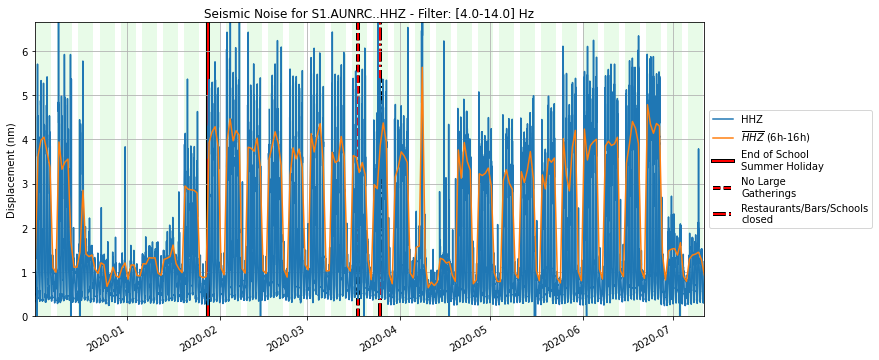 Seismic Noise for S1.AUNRC..HHZ - Filter: [4.0-14.0] Hz
Displacement (nm)
6
5
4
3
2
1
0
2020-01
2020-02
2020-03
2020-04
2020-05
2020-06
2020-07
HHZ
HHZ (6h-16h)
End of School
Summer Holiday
No Large
Gatherings
Restaurants/Bars/Schools
closed